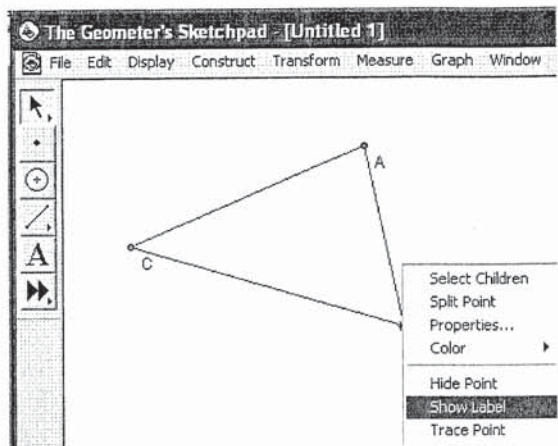 The Geometer's Sketchpad - [Untitled 1]
File Edit Display Construct Transform Measure Graph Window
A
A
C
Select Children
Split Point
Properties...
Color
Hide Point
Show Label
Trace Point